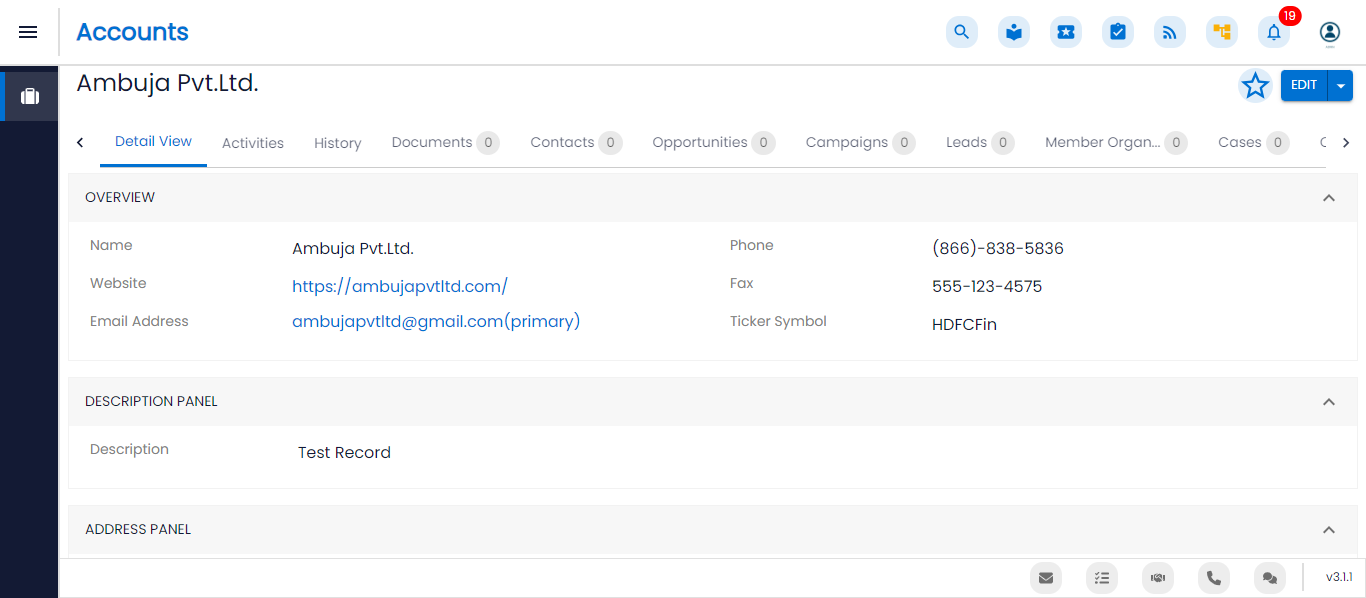 Accounts
19
Ambuja Pvt.Ltd.
EDIT
Detail View Activities History Documents 0 Contacts 0 Opportunities 0 Campaigns 0 Leads 0 Member Organ... 0 Cases 0
OVERVIEW
Name Ambuja Pvt.Ltd. Phone (866)-838-5836
Website https://ambujapvtltd.com/ Fax 555-123-4575
Email Address ambujapvtltd@gmail.com(primary) Ticker Symbol HDFCFin
DESCRIPTION PANEL
Description Test Record
ADDRESS PANEL
v3.1.1